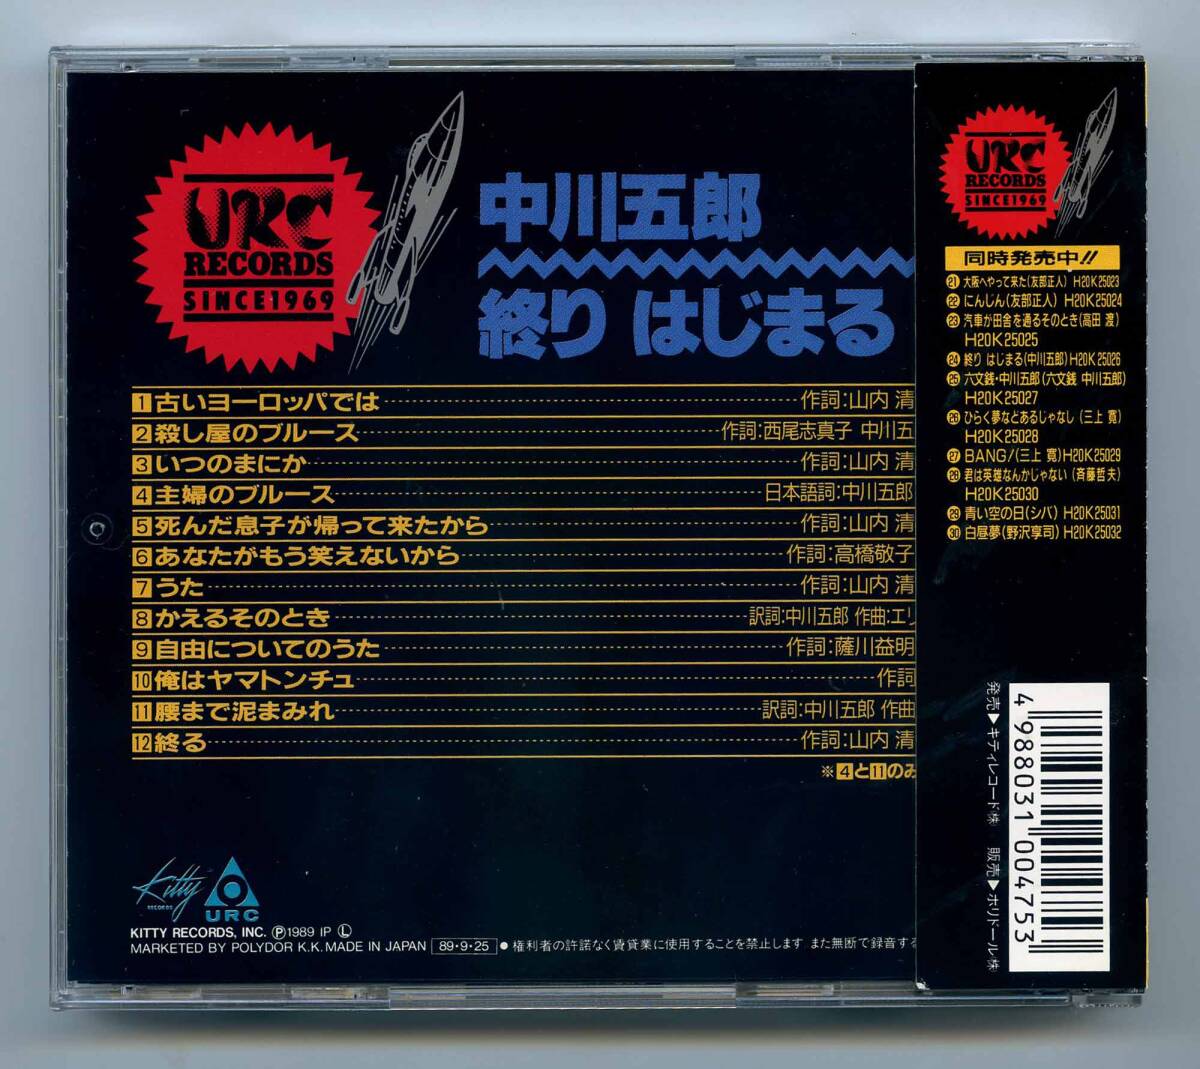 URC
RECORDS
SINCE1969
中川五郎
終り はじまる
1 古いヨーロッパでは 作詞:山内 清
2 殺し屋のブルース 作詞:西尾志真子 中川五
3 いつのまにか 作詞:山内 清
4 主婦のブルース 日本語詞:中川五郎
5 死んだ息子が帰って来たから 作詞:山内 清
6 あなたがもう笑えないから 作詞:高橋敬子
7 うた 作詞:山内 清
8 かえるそのとき 訳詞:中川五郎 作曲:エリ
9 自由についてのうた 作詞:薩川益明
10 俺はヤマトンチュ 作詞
11 腰まで泥まみれ 訳詞:中川五郎 作曲
12 終る 作詞:山内 清
※4と11のみ
Kitty
RECORDS
URC
KITTY RECORDS, INC. Ⓟ1989 IP Ⓛ
MARKETED BY POLYDOR K.K. MADE IN JAPAN 89・9・25 ●権利者の許諾なく賃貸業に使用することを禁止します。また無断で録音する
URC
RECORDS
SINCE1969
同時発売中!!
21 大阪へやって来た(友部正人) H20K25023
22 にんじん(友部正人) H20K25024
23 汽車が田舎を通るそのとき(高田 渡)
H20K25025
24 終り はじまる(中川五郎) H20K25026
25 六文銭・中川五郎(六文銭 中川五郎)
H20K25027
26 ひらく夢などあるじゃなし(三上 寛)
H20K25028
27 BANG!(三上 寛) H20K25029
28 君は英雄なんかじゃない(斉藤哲夫)
H20K25030
29 青い空の日(シバ) H20K25031
30 白昼夢(野沢享司) H20K25032
発売▶キティレコード㈱ 販売▶ポリドール㈱
4 988031 004753